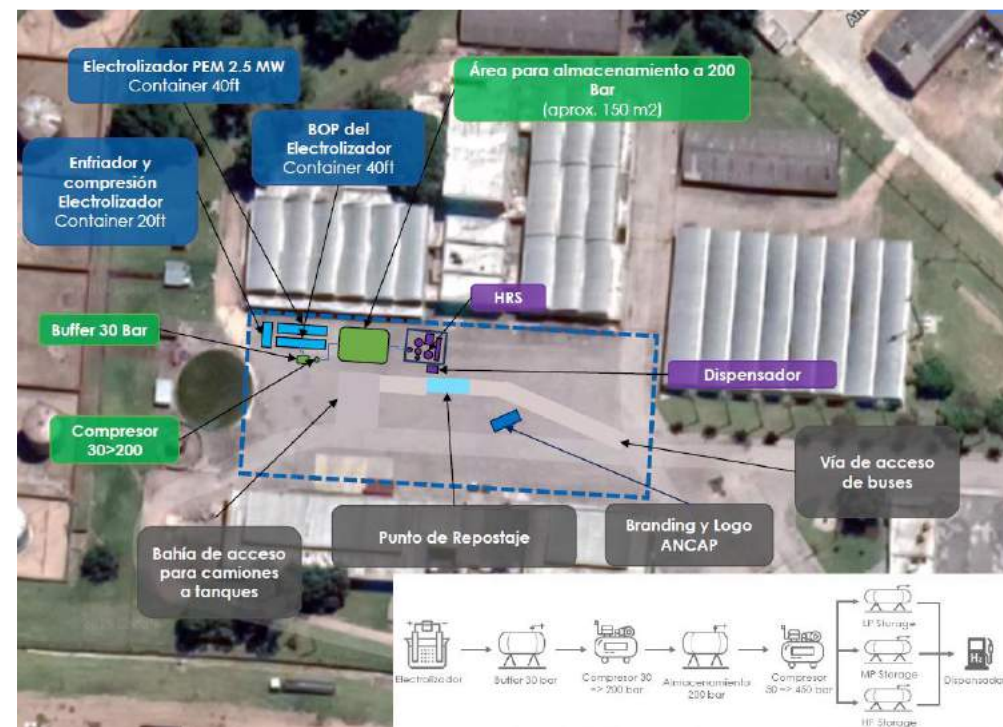 Electrolizador PEM 2.5 MW
Container 40ft
Área para almacenamiento a 200
Bar
(aprox. 150 m2)
BOP del
Electrolizador
Container 40ft
Enfriador y
compresión
Electrolizador
Container 20ft
HRS
Buffer 30 Bar
Dispensador
Compresor
30>200
Vía de acceso
de buses
Punto de Repostaje
Branding y Logo
ANCAP
Bahía de acceso
para camiones
a tanques
LP Storage
Electrolizador
Buffer 30 bar
Compresor 30
=> 200 bar
Almacenamiento
200 bar
Compresor
30 => 450 bar
MP Storage
H2
Dispensador
HP Storage